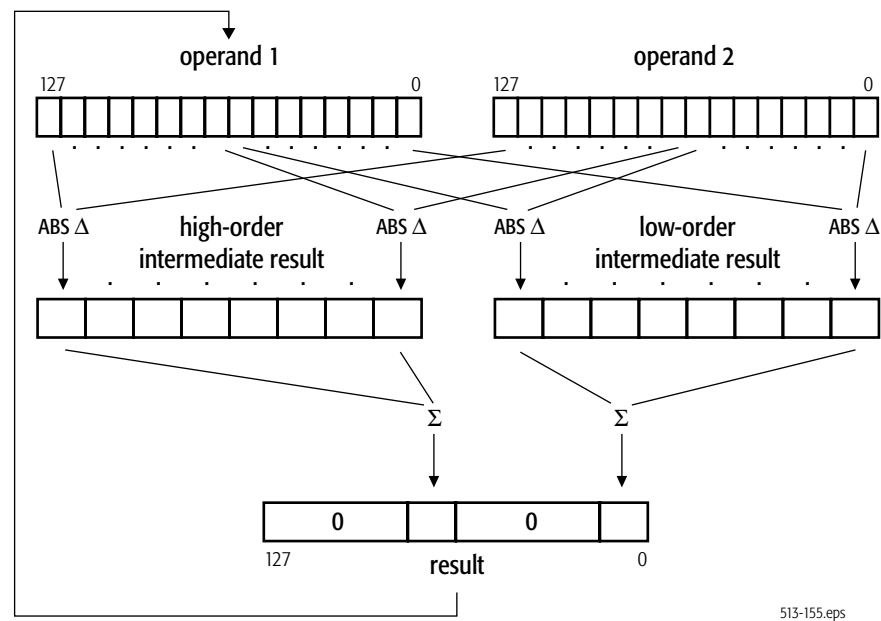 operand 1 operand 2
127 0 127 0
. . . . . . . . . . . . . . . . . . . . . . . .
ABS Δ ABS Δ ABS Δ ABS Δ
high-order low-order
intermediate result intermediate result
. . . . . . . . . . . .
Σ Σ
0 0
127 result 0
513-155.eps